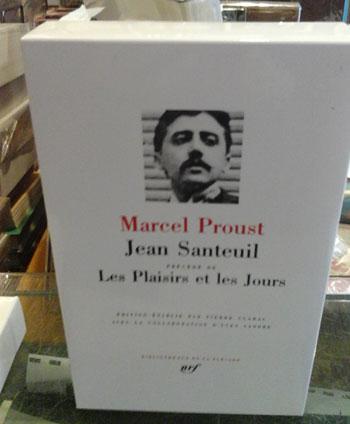 Marcel Proust
Jean Santeuil
PRÉCÉDÉ DE
Les Plaisirs et les Jours
ÉDITION ÉTABLIE PAR PIERRE CLARAC
AVEC LA COLLABORATION D'YVES SANDRE
BIBLIOTHÈQUE DE LA PLÉIADE
nrf